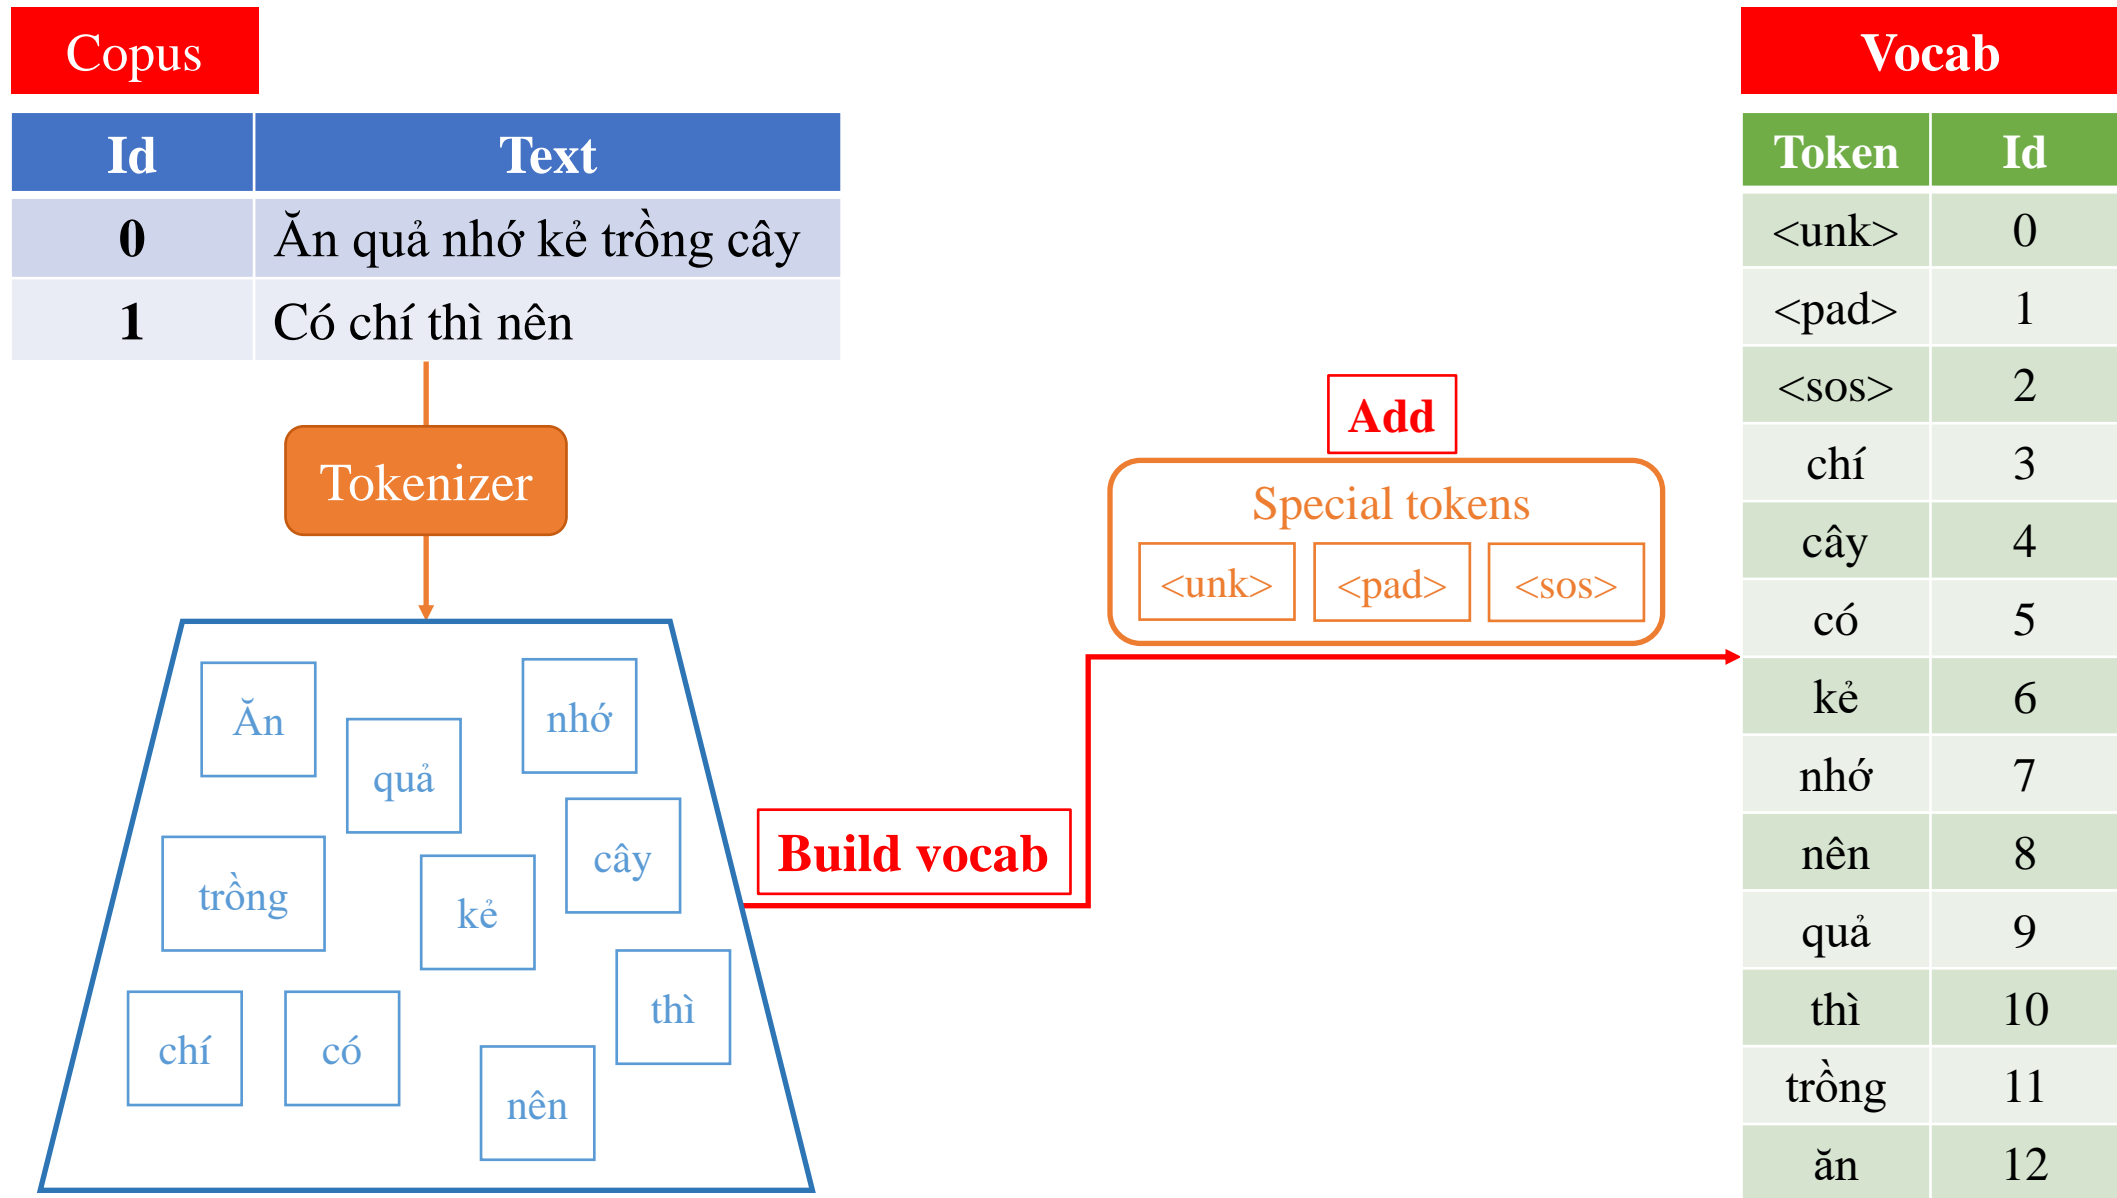 Copus
Id Text
0 Ăn quả nhớ kẻ trồng cây
1 Có chí thì nên
Tokenizer
Ăn
quả
nhớ
trồng
kẻ
cây
chí
có
nên
thì
Build vocab
Add
Special tokens
<unk> <pad> <sos>
Vocab
Token Id
<unk> 0
<pad> 1
<sos> 2
chí 3
cây 4
có 5
kẻ 6
nhớ 7
nên 8
quả 9
thì 10
trồng 11
ăn 12